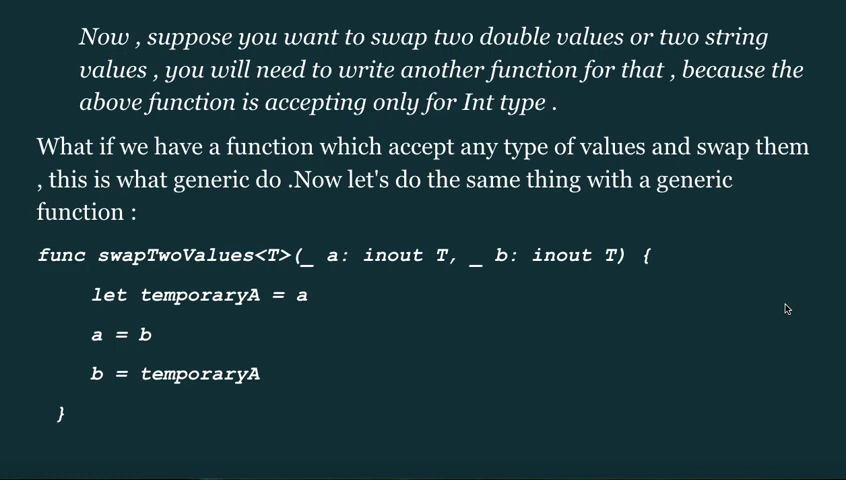 Now , suppose you want to swap two double values or two string
values , you will need to write another function for that , because the
above function is accepting only for Int type .
What if we have a function which accept any type of values and swap them
, this is what generic do .Now let's do the same thing with a generic
function :
func swapTwoValues<T>(_ a: inout T, _ b: inout T) {
let temporaryA = a
a = b
b = temporaryA
}